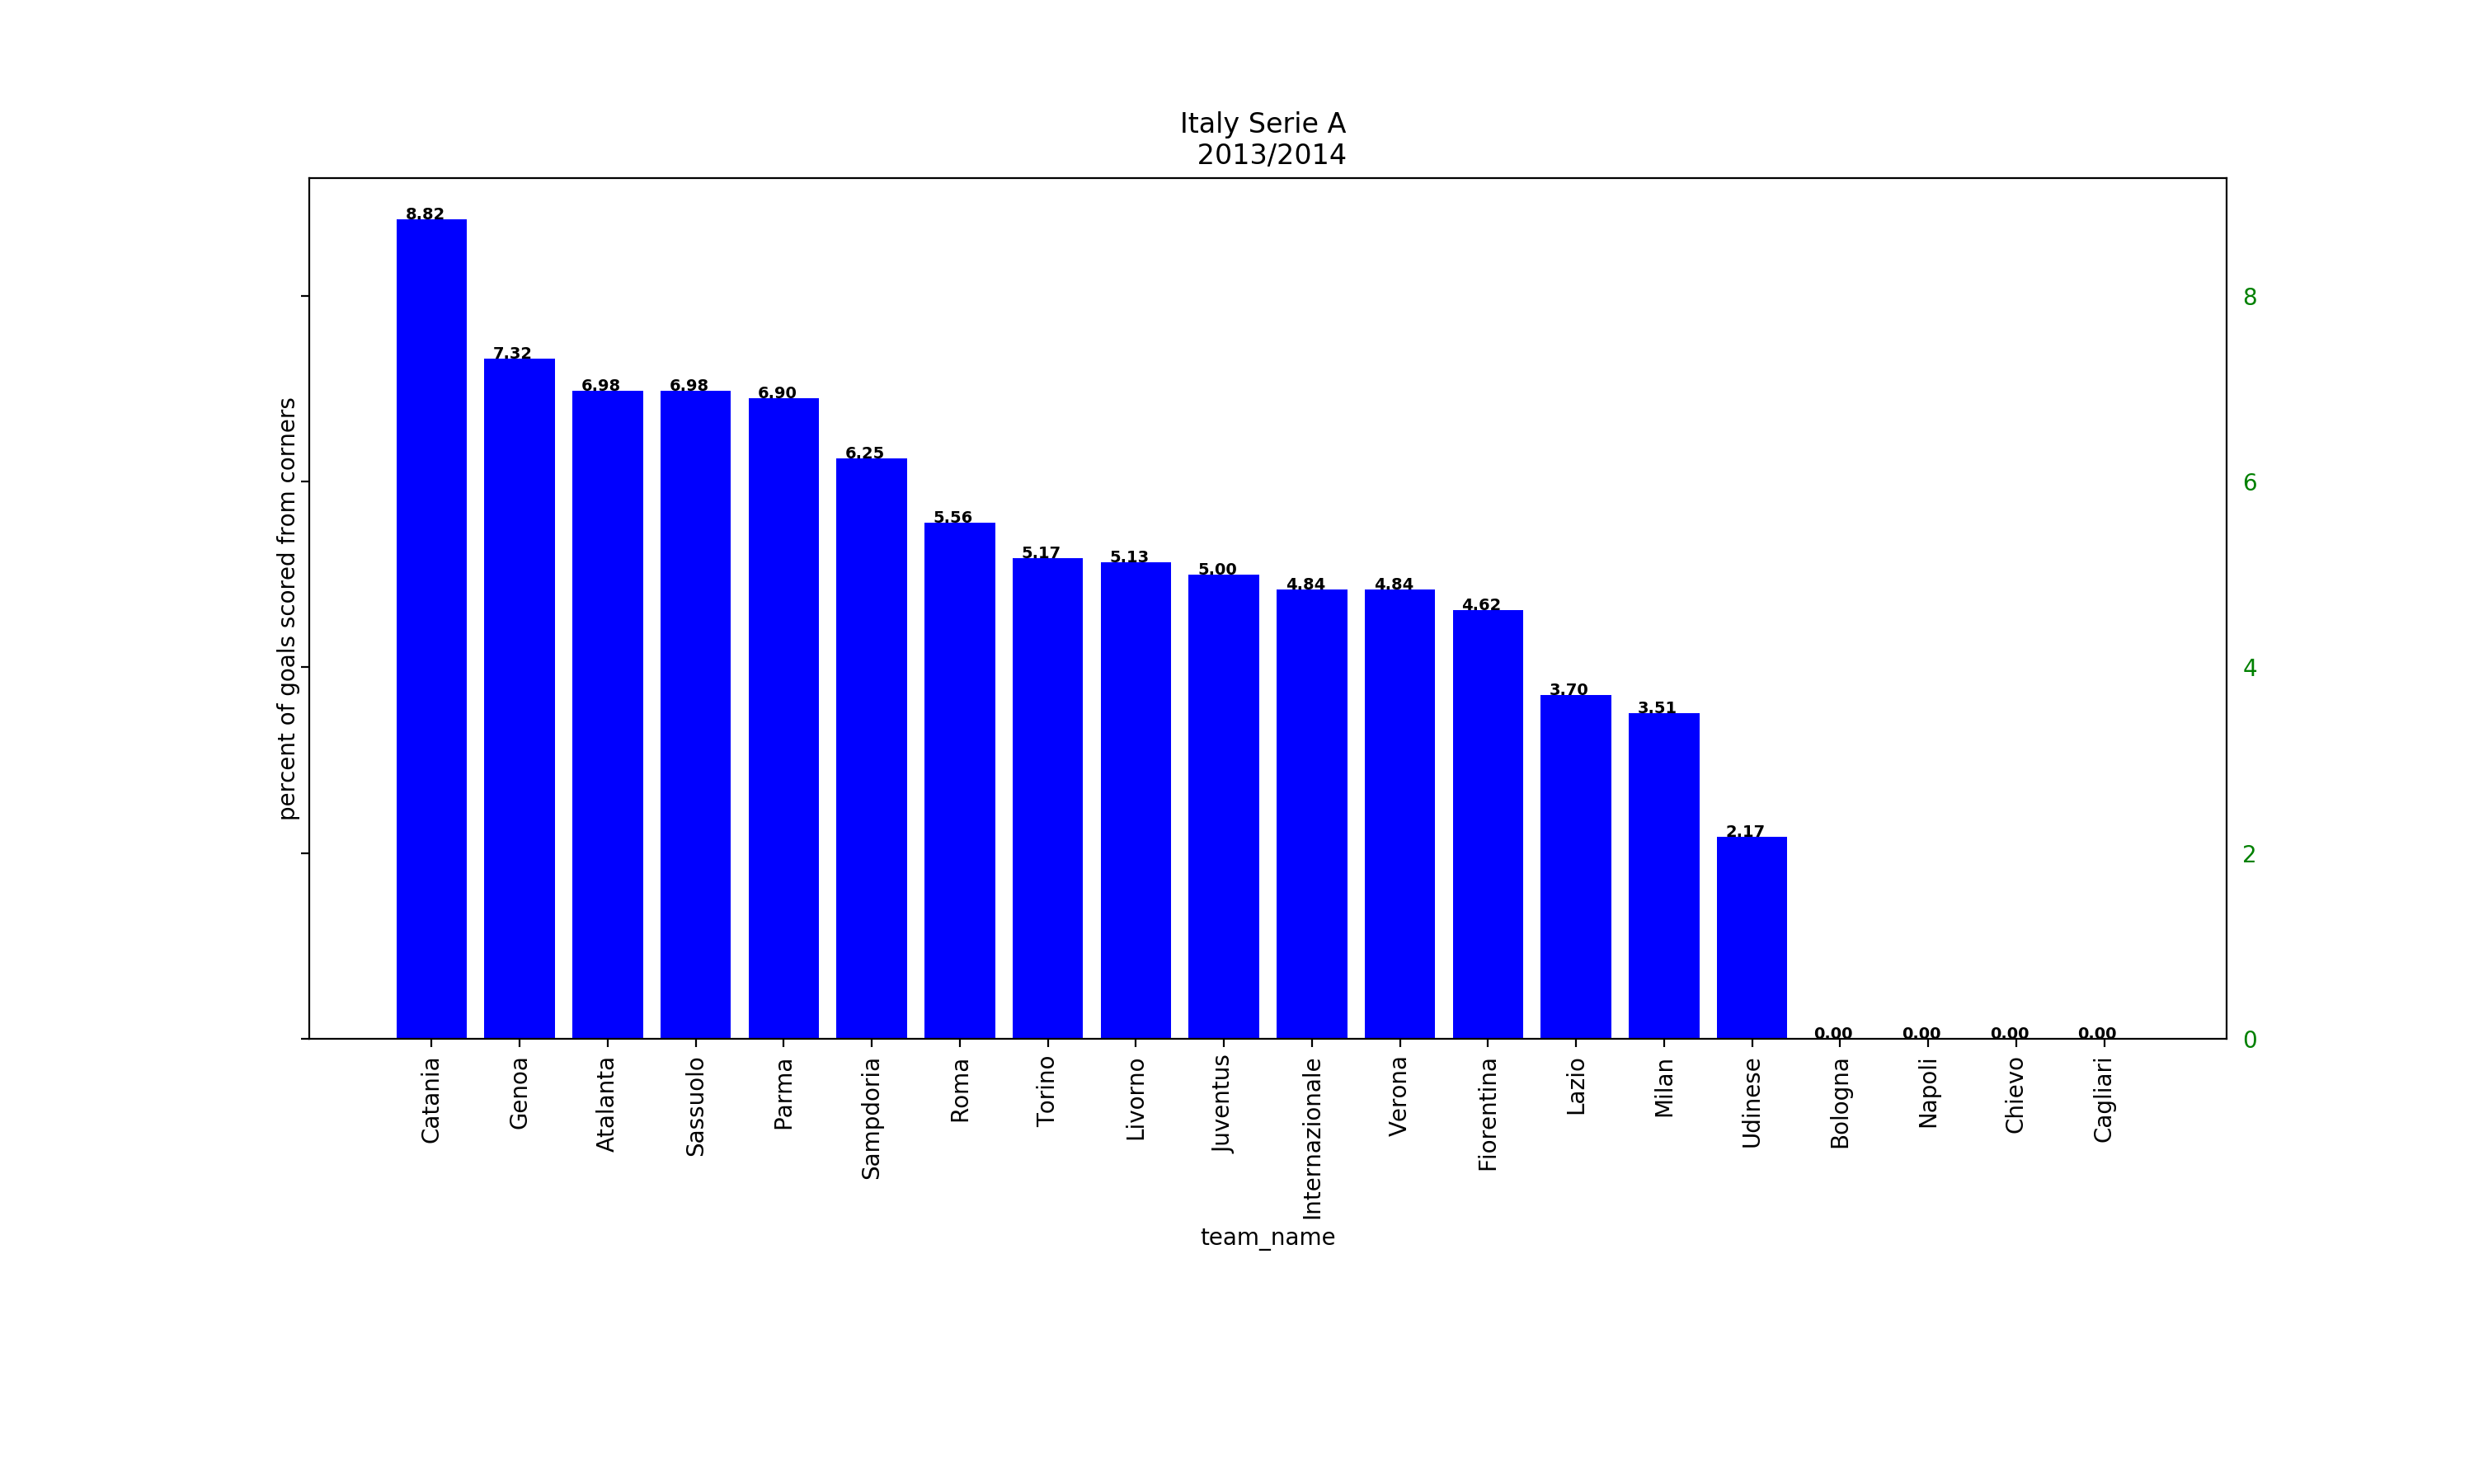 Italy Serie A
2013/2014
percent of goals scored from corners
8.82
7.32
6.98
6.98
6.90
6.25
5.56
5.17
5.13
5.00
4.84
4.84
4.62
3.70
3.51
2.17
0.00
0.00
0.00
0.00
8
6
4
2
0
Catania
Genoa
Atalanta
Sassuolo
Parma
Sampdoria
Roma
Torino
Livorno
Juventus
Internazionale
Verona
Fiorentina
Lazio
Milan
Udinese
Bologna
Napoli
Chievo
Cagliari
team_name